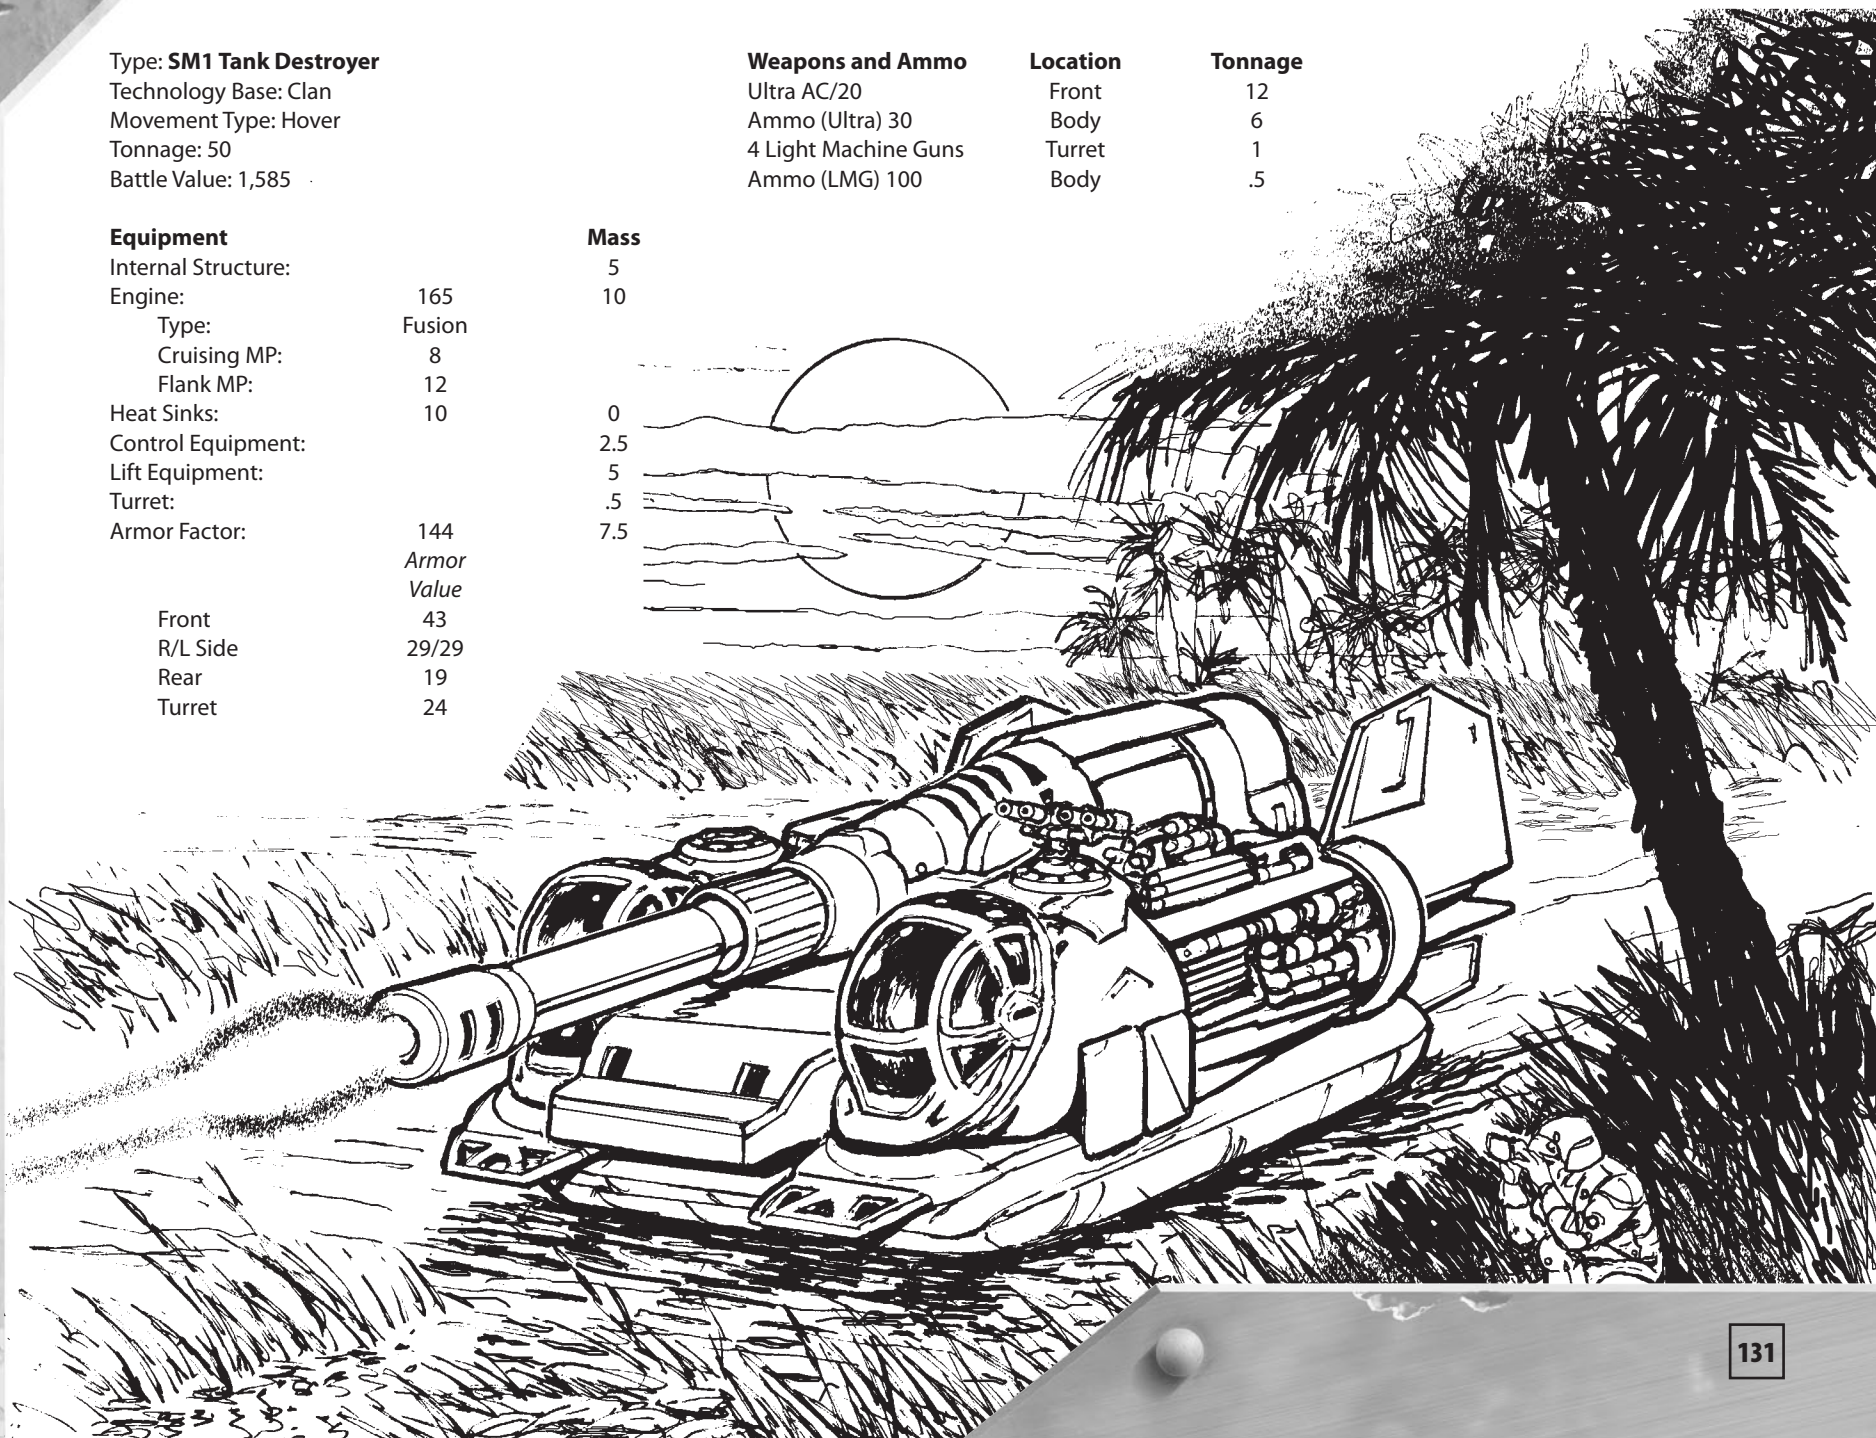 Type: SM1 Tank Destroyer
Technology Base: Clan
Movement Type: Hover
Tonnage: 50
Battle Value: 1,585
Equipment Mass
Internal Structure: 5
Engine: 165 10
Type: Fusion
Cruising MP: 8
Flank MP: 12
Heat Sinks: 10 0
Control Equipment: 2.5
Lift Equipment: 5
Turret: .5
Armor Factor: 144 7.5
Armor
Value
Front 43
R/L Side 29/29
Rear 19
Turret 24
Weapons and Ammo Location Tonnage
Ultra AC/20 Front 12
Ammo (Ultra) 30 Body 6
4 Light Machine Guns Turret 1
Ammo (LMG) 100 Body .5
131